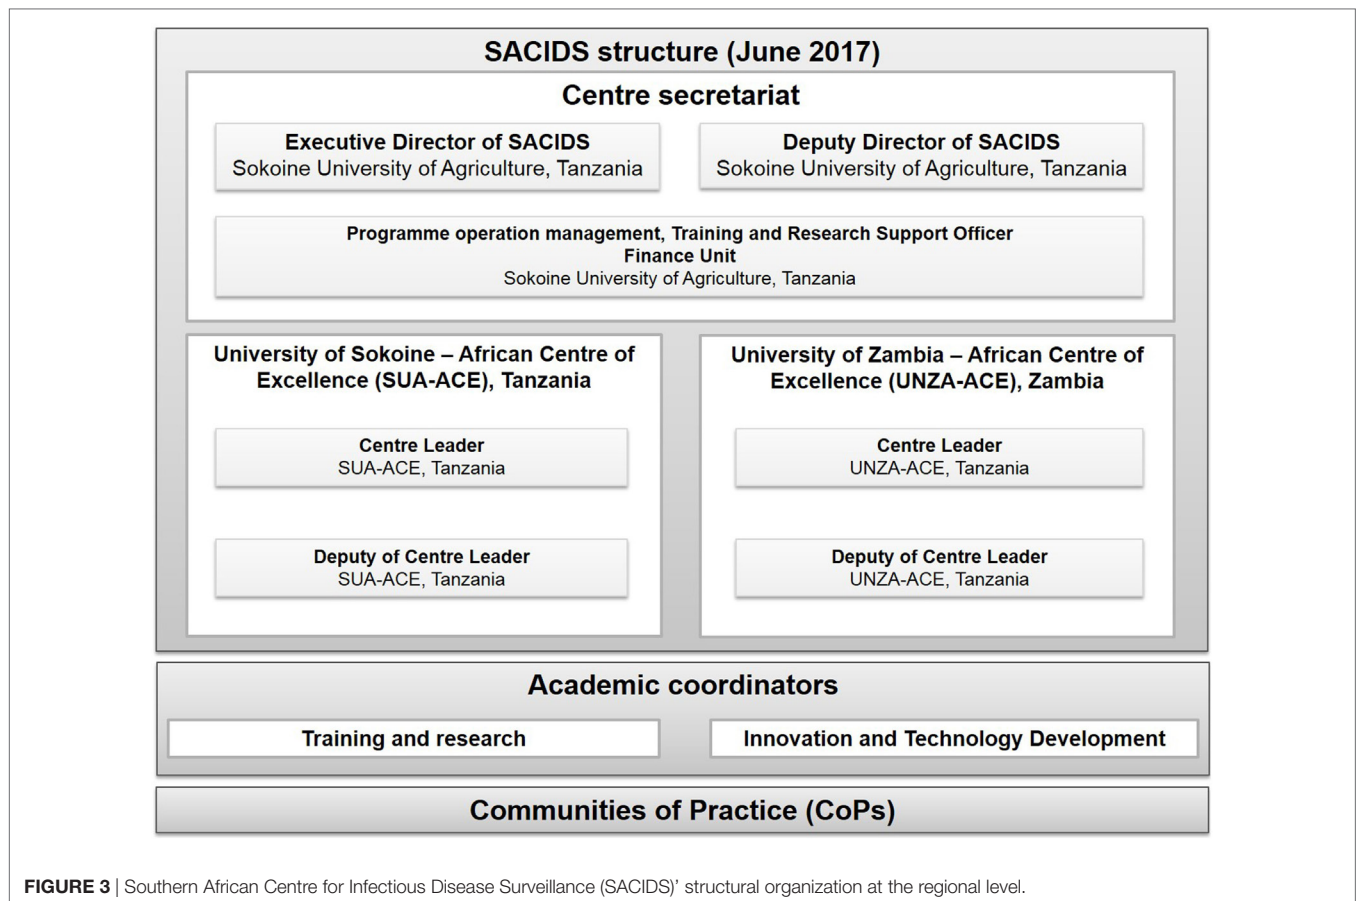 SACIDS structure (June 2017)
Centre secretariat
Executive Director of SACIDS
Sokoine University of Agriculture, Tanzania
Deputy Director of SACIDS
Sokoine University of Agriculture, Tanzania
Programme operation management, Training and Research Support Officer
Finance Unit
Sokoine University of Agriculture, Tanzania
University of Sokoine – African Centre of
Excellence (SUA-ACE), Tanzania
Centre Leader
SUA-ACE, Tanzania
Deputy of Centre Leader
SUA-ACE, Tanzania
University of Zambia – African Centre of
Excellence (UNZA-ACE), Zambia
Centre Leader
UNZA-ACE, Tanzania
Deputy of Centre Leader
UNZA-ACE, Tanzania
Academic coordinators
Training and research
Innovation and Technology Development
Communities of Practice (CoPs)
FIGURE 3 | Southern African Centre for Infectious Disease Surveillance (SACIDS)’ structural organization at the regional level.